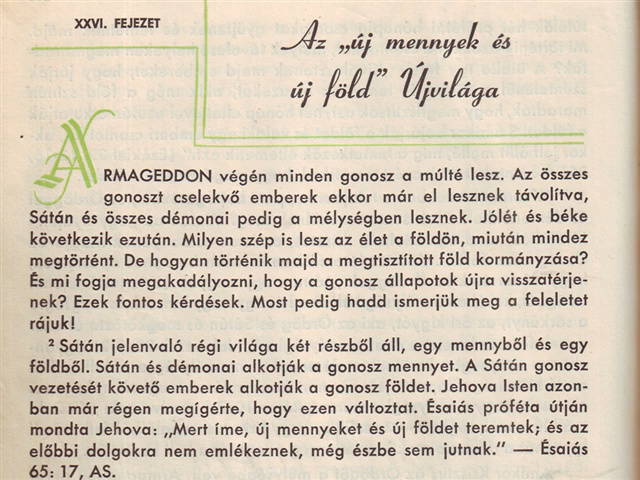 XXVI. FEJEZET
Az „új mennyek és
új föld” Újvilága
ARMAGEDDON végén minden gonosz a múlté lesz. Az összes
gonoszt cselekvő emberek ekkor már el lesznek távolítva,
Sátán és összes démonai pedig a mélységben lesznek. Jólét és béke
következik ezután. Milyen szép is lesz az élet a földön, miután mindez
megtörtént. De hogyan történik majd a megtisztított föld kormányzása?
És mi fogja megakadályozni, hogy a gonosz állapotok újra visszatérje-
nek? Ezek fontos kérdések. Most pedig hadd ismerjük meg a feleletet
rájuk!
² Sátán jelenvaló régi világa két részből áll, egy mennyből és egy
földből. Sátán és démonai alkotják a gonosz mennyet. A Sátán gonosz
vezetését követő emberek alkotják a gonosz földet. Jehova Isten azon-
ban már régen megígérte, hogy ezen változtat. Ésaiás próféta útján
mondta Jehova: „Mert íme, új mennyeket és új földet teremtek; és az
előbbi dolgokra nem emlékeznek, még észbe sem jutnak.” — Ésaiás
65: 17, AS.